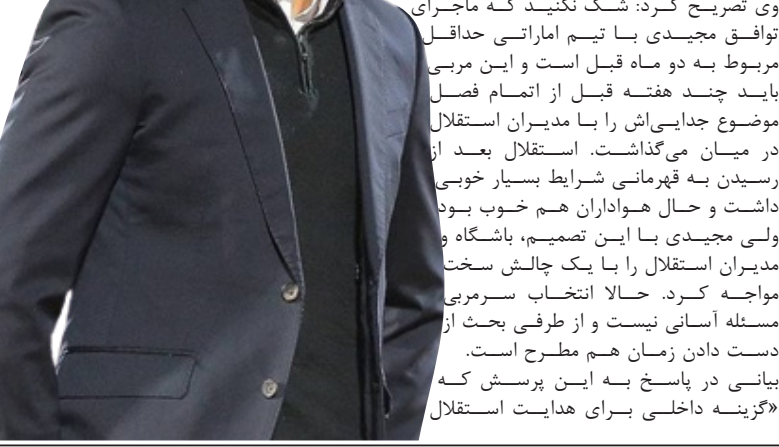 وی تصریح کرد: شک نکنید که ماجرای
توافق مجیدی با تیم اماراتی حداقل
مربوط به دو ماه قبل است و این مربی
باید چند هفته قبل از اتمام فصل
موضوع جدایی‌اش را با مدیران استقلال
در میان می‌گذاشت. استقلال بعد از
رسیدن به قهرمانی شرایط بسیار خوبی
داشت و حال هواداران هم خوب بود
ولی مجیدی با این تصمیم، باشگاه و
مدیران استقلال را با یک چالش سخت
مواجه کرد. حالا انتخاب سرمربی
مسئله آسانی نیست و از طرفی بحث از
دست دادن زمان هم مطرح است.
بیانی در پاسخ به این پرسش که
«گزینه داخلی برای هدایت استقلال